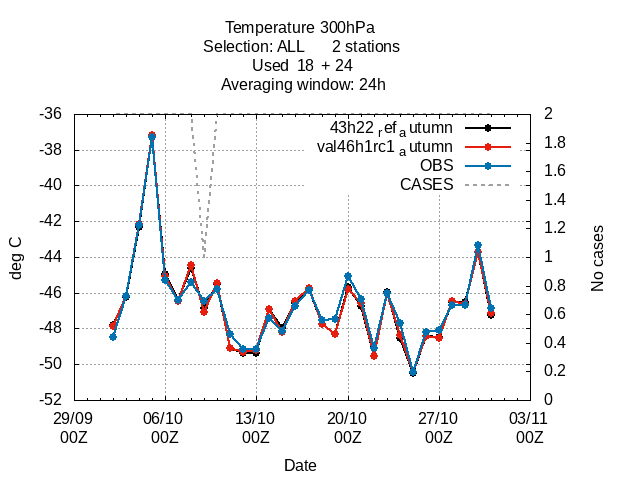 Temperature 300hPa
Selection: ALL 2 stations
Used 18 + 24
Averaging window: 24h
-36 2
-38 1.8
-40 1.6
-42 1.4
-44 1.2
-46 1
-48 0.8
-50 0.6
-52 0.4
0.2
0
43h22_ref_autumn
val46h1rc1_autumn
OBS
CASES
deg C
No cases
29/09 06/10 13/10 20/10 27/10 03/11
00Z 00Z 00Z 00Z 00Z 00Z
Date